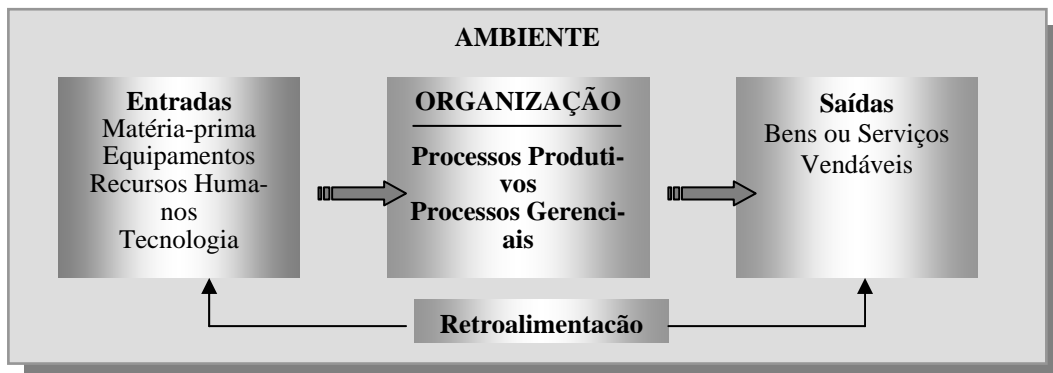 AMBIENTE
Entradas
Matéria-prima
Equipamentos
Recursos Huma-
nos
Tecnologia
ORGANIZAÇÃO
Processos Produti-
vos
Processos Gerenci-
ais
Saídas
Bens ou Serviços
Vendáveis
Retroalimentacão